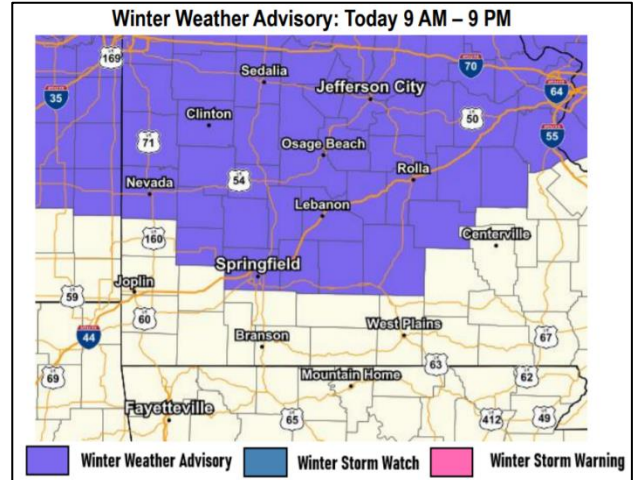 Winter Weather Advisory: Today 9 AM – 9 PM
169
Sedalia
70
Jefferson City
35
64
Clinton
50
71
55
Osage Beach
Rolla
Nevada
54
Lebanon
160
Centerville
Springfield
Joplin
59
60
44
West Plains
67
Branson
63
69
Mountain Home
62
Fayetteville
65
412
49
Winter Weather Advisory
Winter Storm Watch
Winter Storm Warning